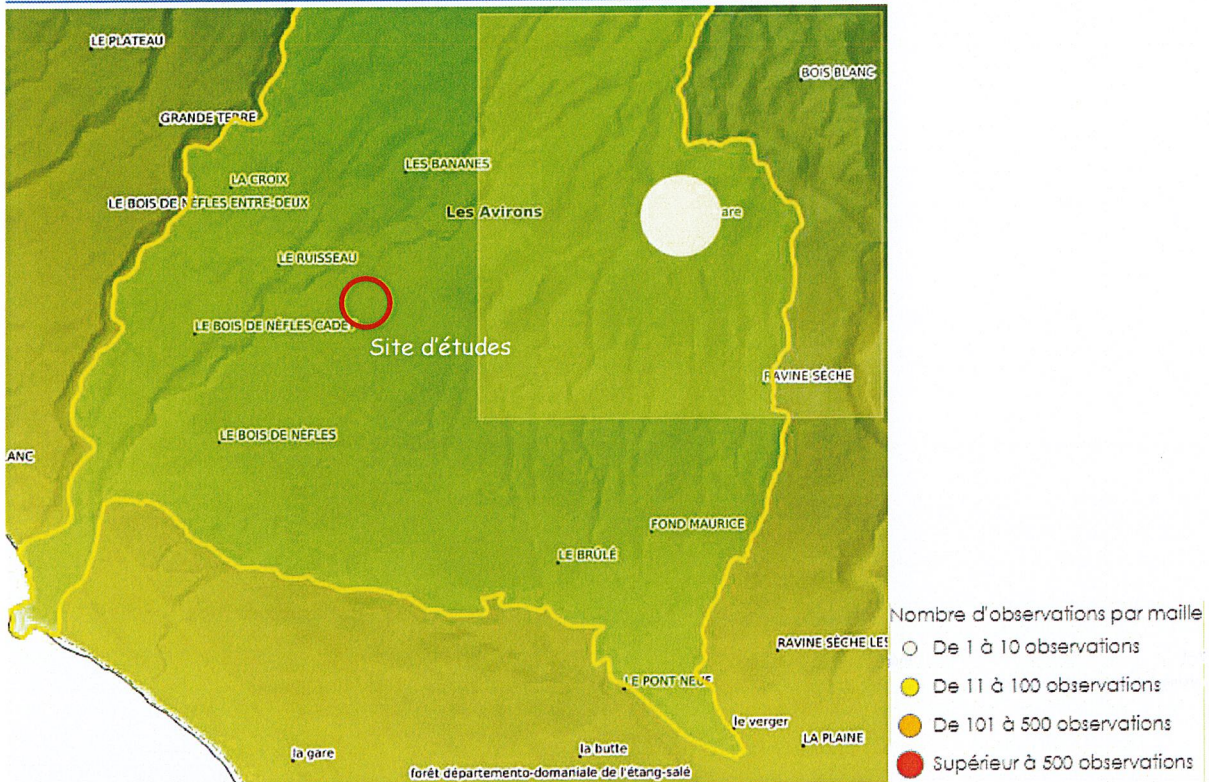 LE PLATEAU
BOIS BLANC
GRANDE TERRE
LES BANANES
LA CROIX
LE BOIS DE NÈFLES ENTRE-DEUX
Les Avirons
are
LE RUISSEAU
LE BOIS DE NÈFLES CADET
Site d'études
RAVINE SÈCHE
LE BOIS DE NÈFLES
ANC
FOND MAURICE
LE BRÛLÉ
RAVINE SÈCHE LES
LE PONT NEUF
le verger
LA PLAINE
la gare
la butte
forêt départemento-domaniale de l'étang-salé
Nombre d'observations par maille
De 1 à 10 observations
De 11 à 100 observations
De 101 à 500 observations
Supérieur à 500 observations